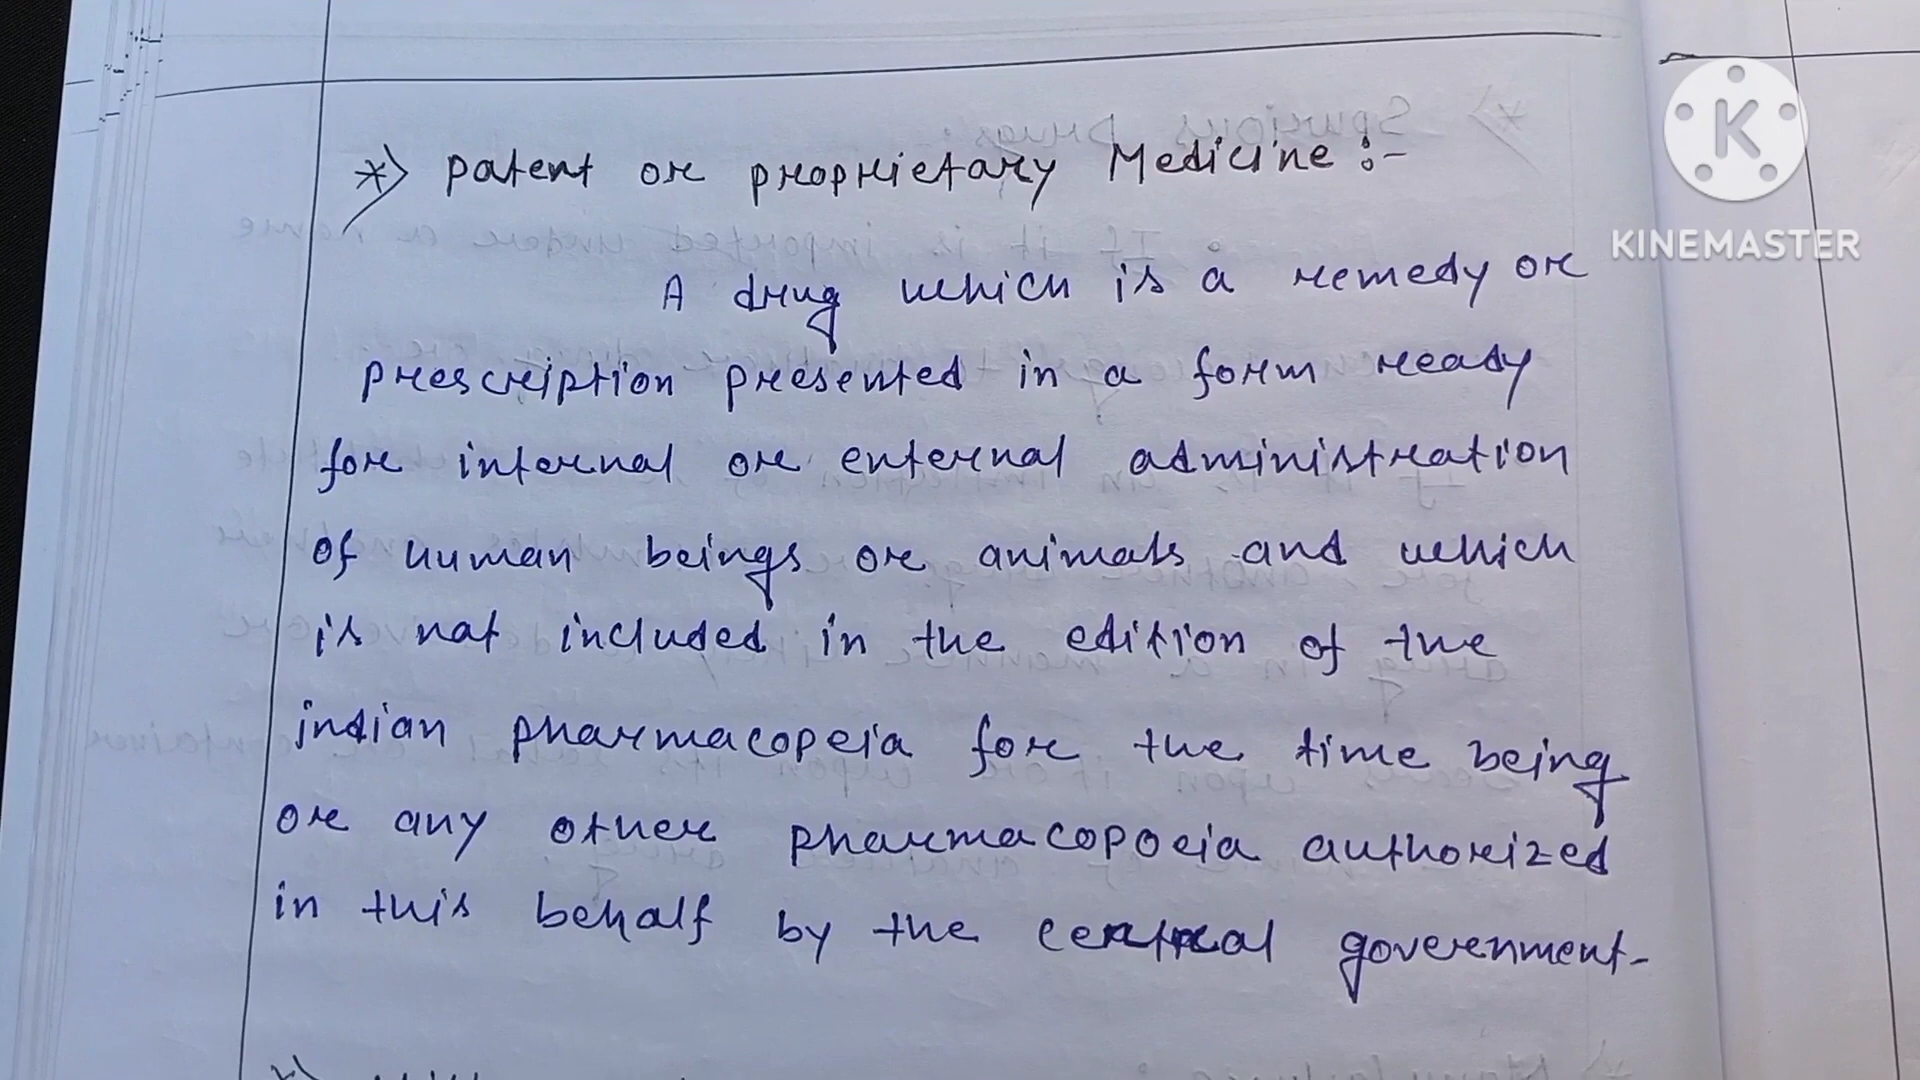 *) Patent or proprietary Medicine :-
A drug which is a remedy or
prescription presented in a form ready
for internal or external administration
of human beings or animals and which
is not included in the edition of the
indian pharmacopeia for the time being
or any other pharmacopoeia authorized
in this behalf by the central government-
K
KINEMASTER